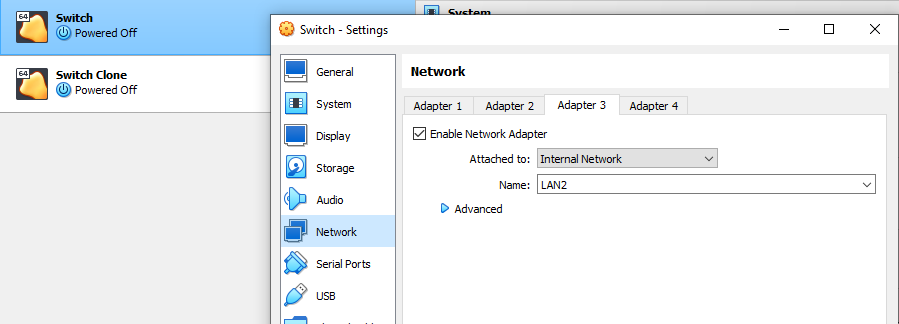 64
Switch
Powered Off
64
Switch Clone
Powered Off
System
Switch - Settings
General
System
Display
Storage
Audio
Network
Serial Ports
USB
Network
Adapter 1
Adapter 2
Adapter 3
Adapter 4
Enable Network Adapter
Attached to: Internal Network
Name: LAN2
Advanced